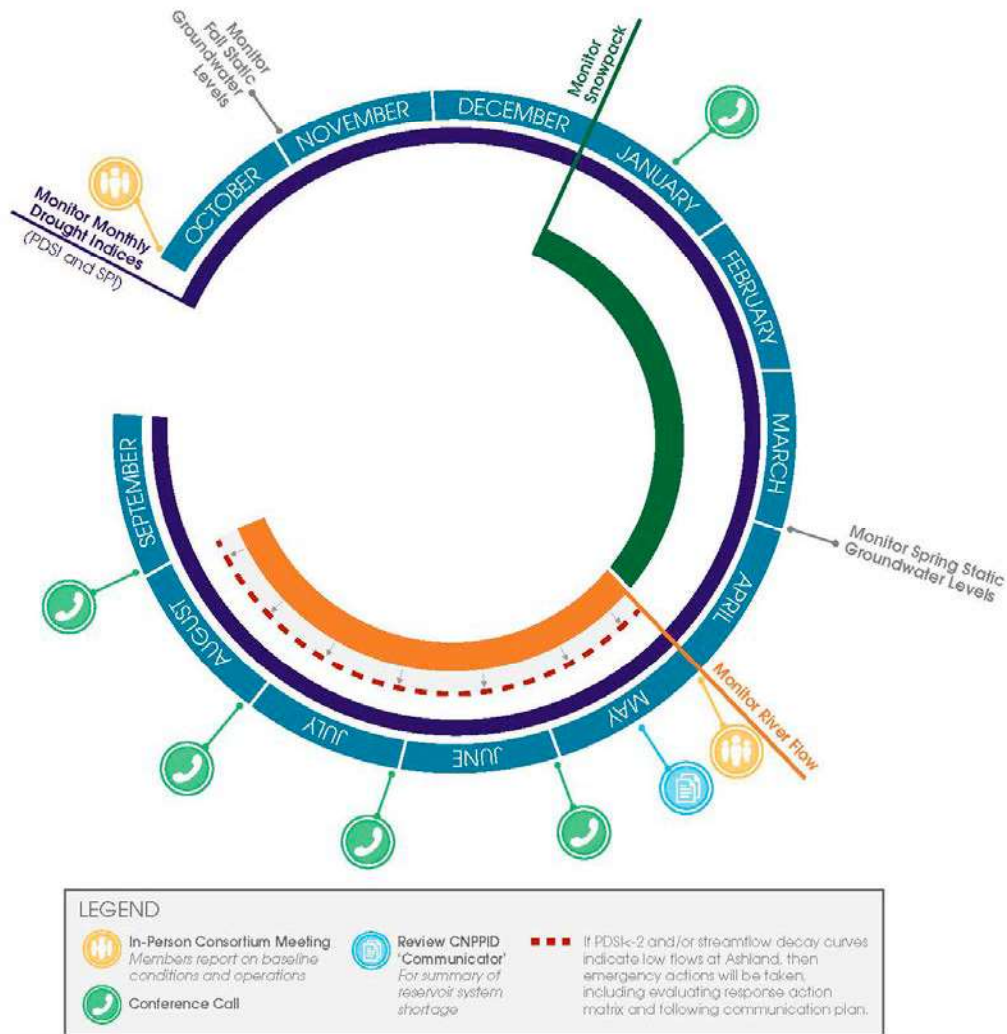 Monitor
Fall Static
Groundwater
Levels
Monitor
Snowpack
Monitor Monthly
Drought Indices
(PDSI and SPI)
OCTOBER
NOVEMBER
DECEMBER
JANUARY
FEBRUARY
MARCH
APRIL
MAY
JUNE
JULY
AUGUST
SEPTEMBER
Monitor Spring Static
Groundwater Levels
Monitor River Flow
LEGEND
In-Person Consortium Meeting
Members report on baseline
conditions and operations
Conference Call
Review CNPPID
'Communicator'
For summary of
reservoir system
shortage
If PDSI<-2 and/or streamflow decay curves
indicate low flows at Ashland, then
emergency actions will be taken,
including evaluating response action
matrix and following communication plan.